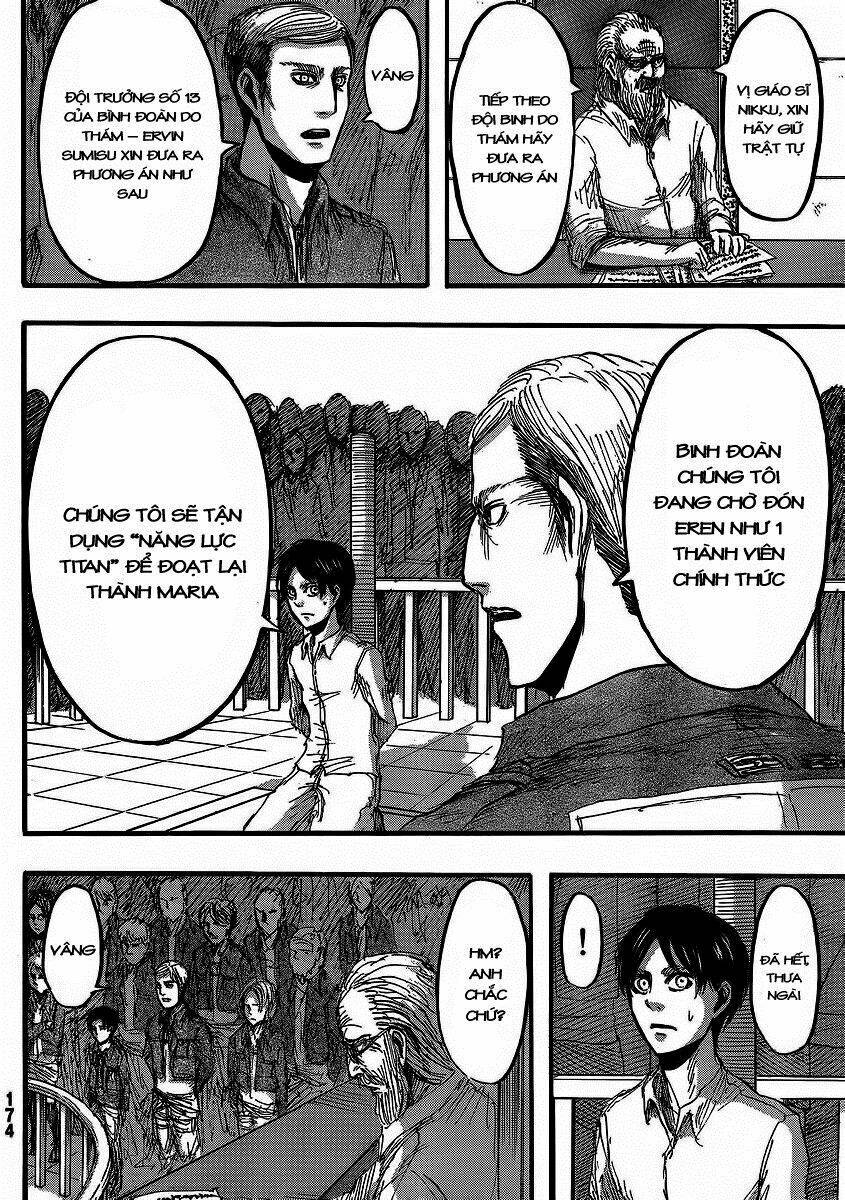 VỊ GIÁO SĨ
NIKKU, XIN
HÃY GIỮ
TRẬT TỰ
TIẾP THEO
ĐỘI BINH DO
THÁM HÃY
ĐƯA RA
PHƯƠNG ÁN
VÂNG
ĐỘI TRƯỞNG SỐ 13
CỦA BÌNH ĐOÀN DO
THÁM – ERVIN
SUMISU XIN ĐƯA RA
PHƯƠNG ÁN NHƯ
SAU
BINH ĐOÀN
CHÚNG TÔI
ĐANG CHỜ ĐÓN
EREN NHƯ 1
THÀNH VIÊN
CHÍNH THỨC
CHÚNG TÔI SẼ TẬN
DỤNG “NĂNG LỰC
TITAN” ĐỂ ĐOẠT LẠI
THÀNH MARIA
ĐÃ HẾT,
THƯA
NGÀI
!
HM?
ANH
CHẮC
CHỨ?
VÂNG
174